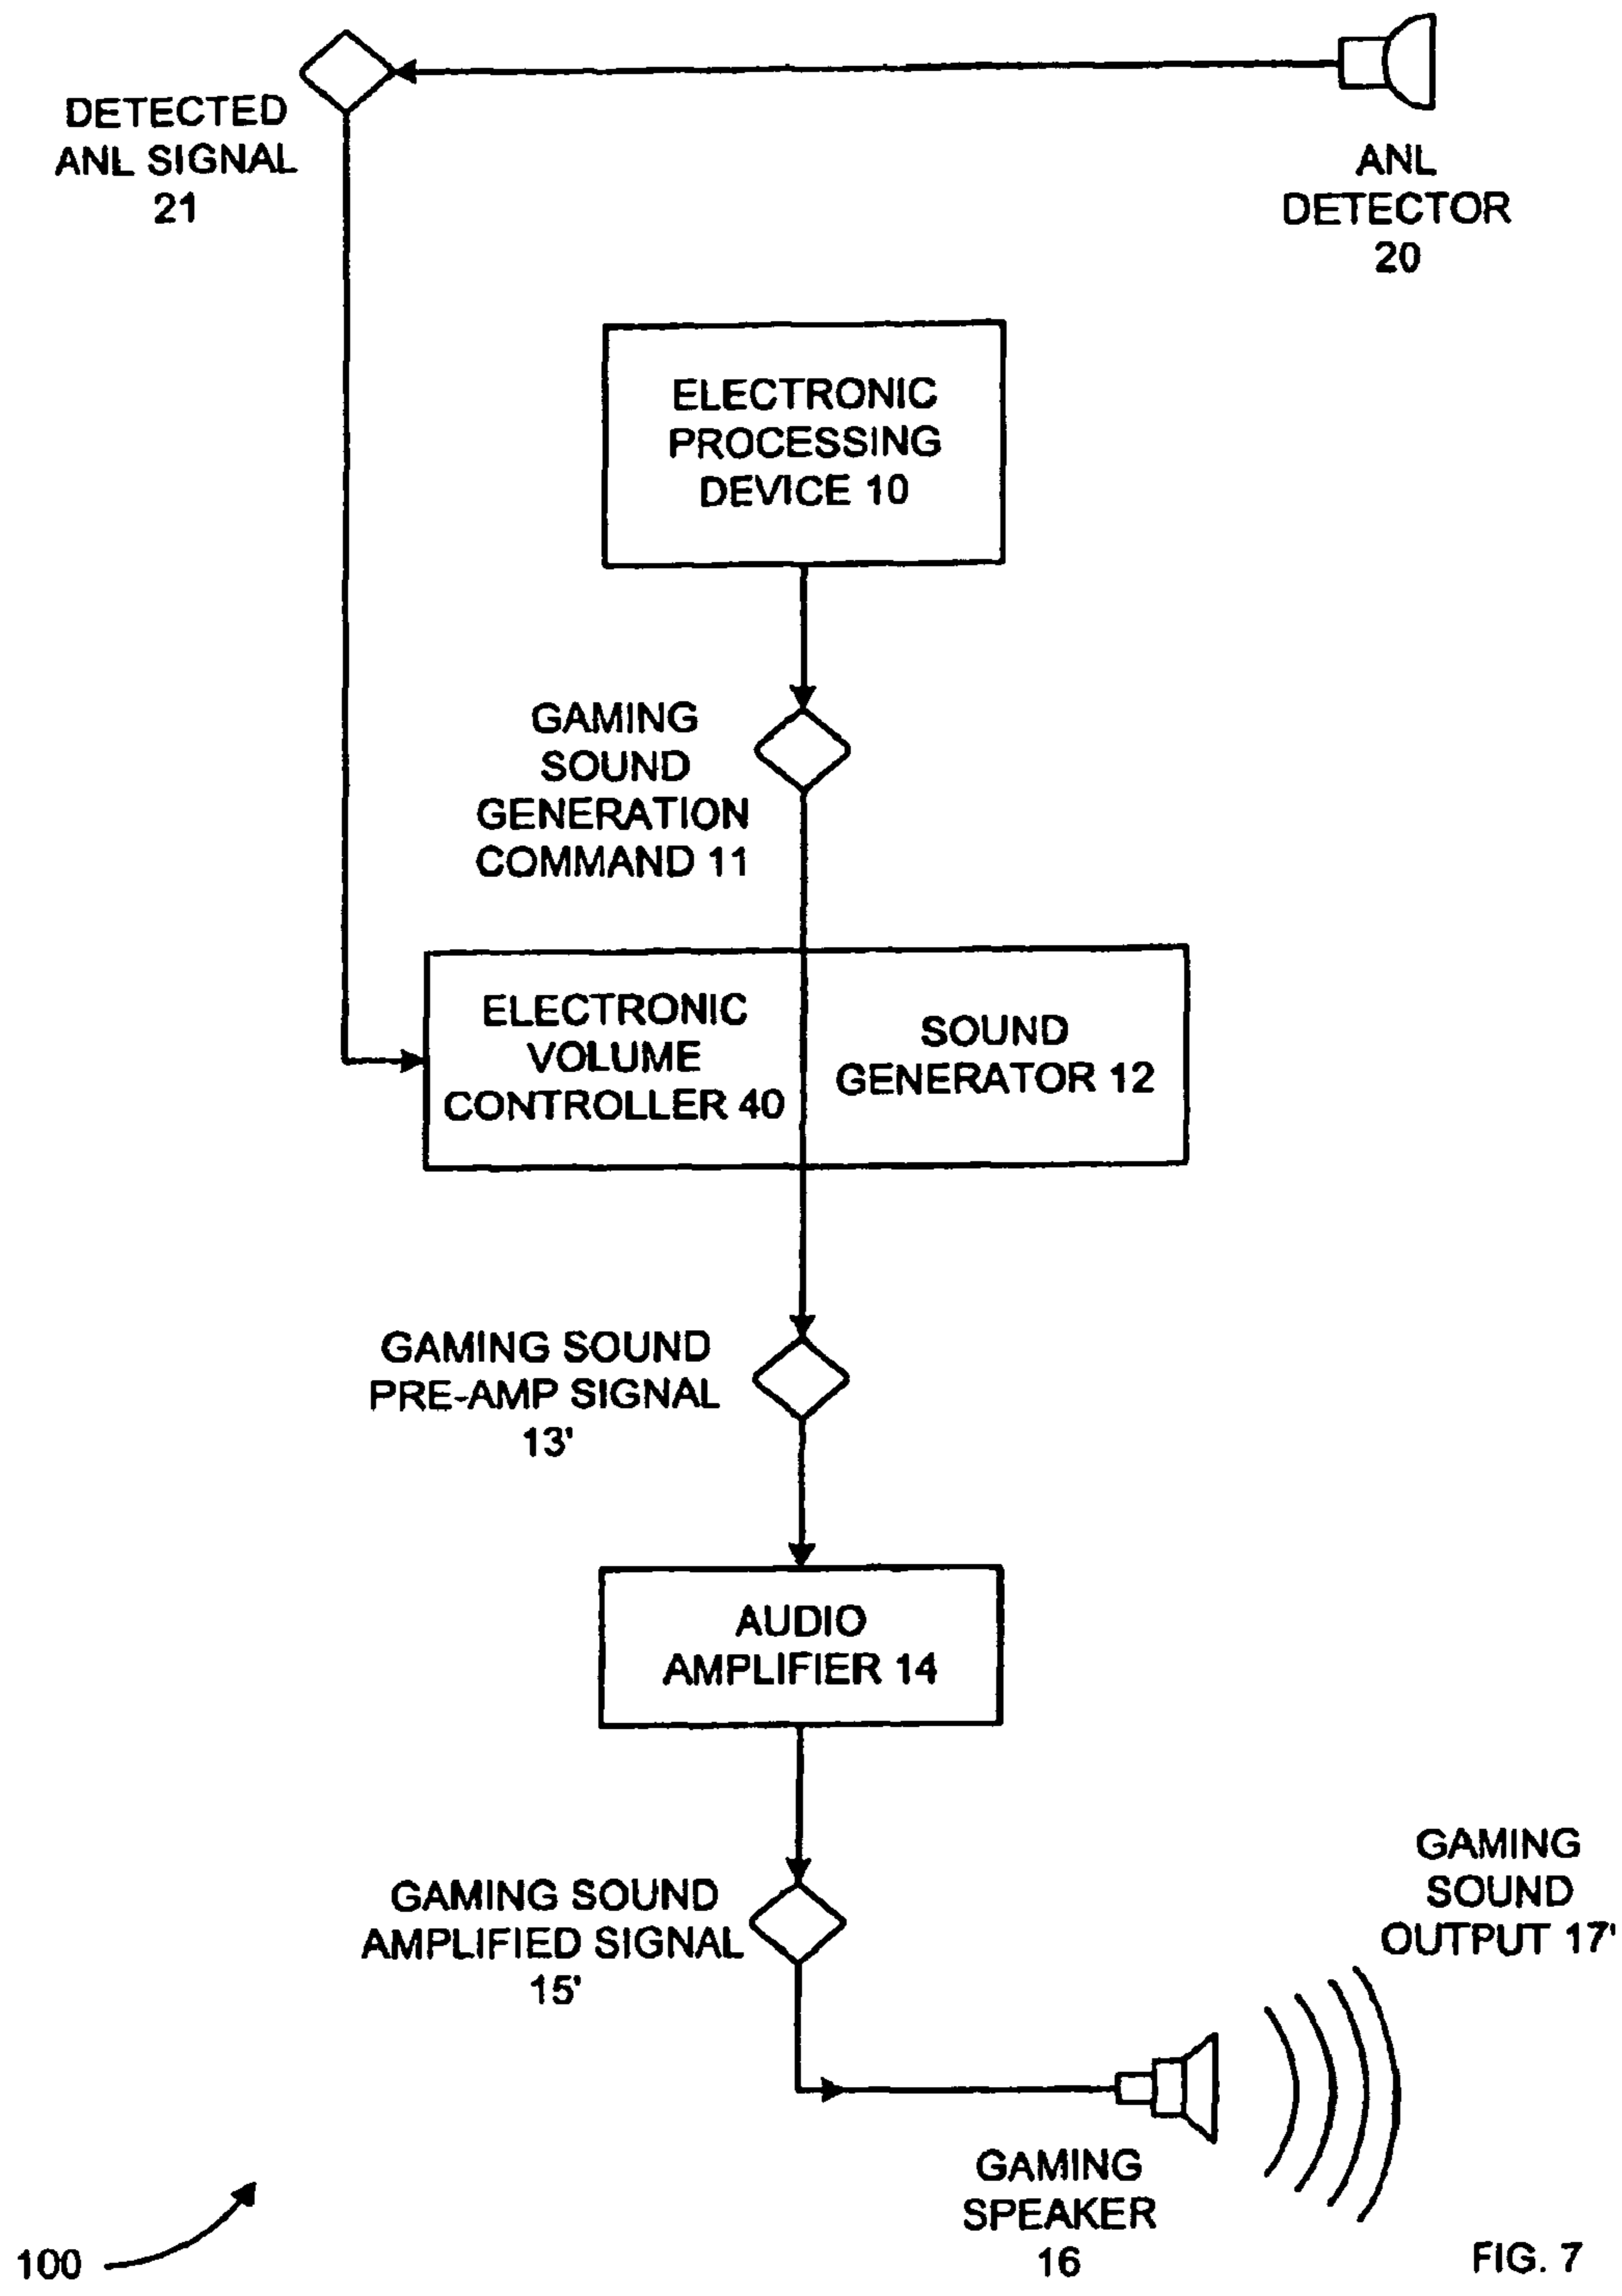 DETECTED
ANL SIGNAL
21
ANL
DETECTOR
20
ELECTRONIC
PROCESSING
DEVICE 10
GAMING
SOUND
GENERATION
COMMAND 11
ELECTRONIC
VOLUME
CONTROLLER 40
SOUND
GENERATOR 12
GAMING SOUND
PRE-AMP SIGNAL
13'
AUDIO
AMPLIFIER 14
GAMING SOUND
AMPLIFIED SIGNAL
15'
GAMING
SOUND
OUTPUT 17'
GAMING
SPEAKER
16
100
FIG. 7